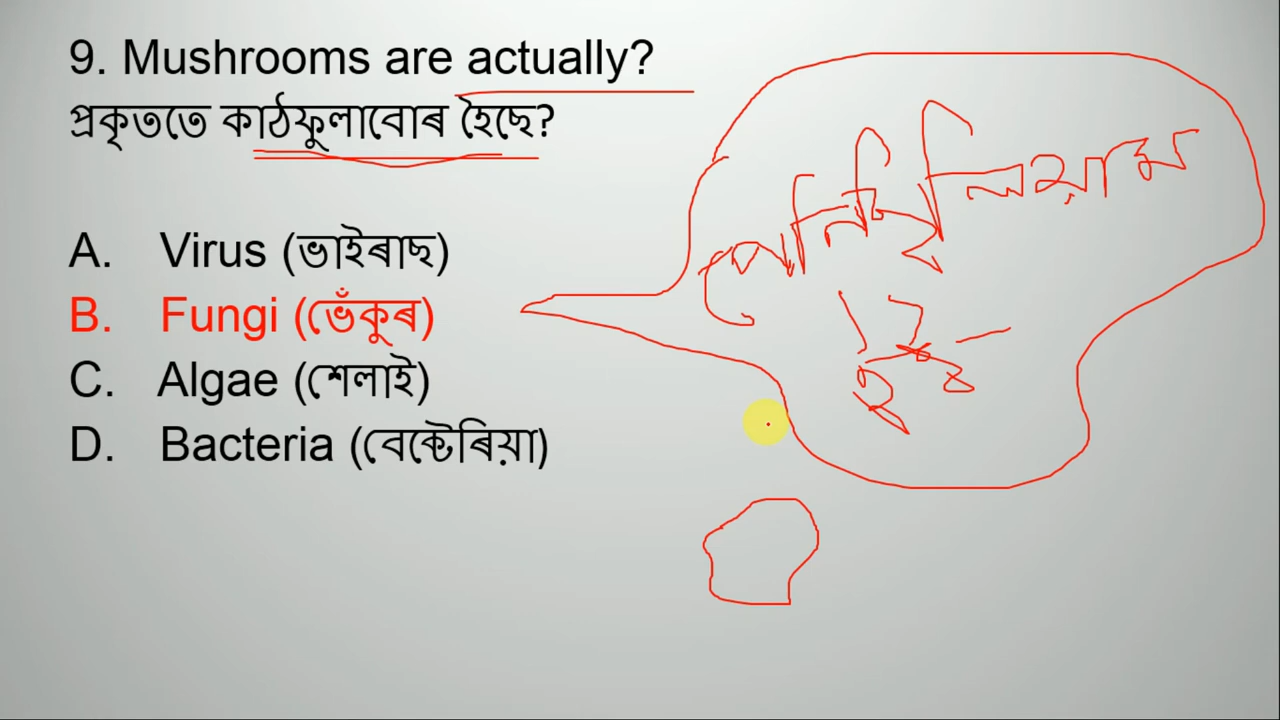 9. Mushrooms are actually?
প্ৰকৃততে কাঠফুলাবোৰ হৈছে?
A. Virus (ভাইৰাছ)
B. Fungi (ভেঁকুৰ)
C. Algae (শেলাই)
D. Bacteria (বেক্টেৰিয়া)